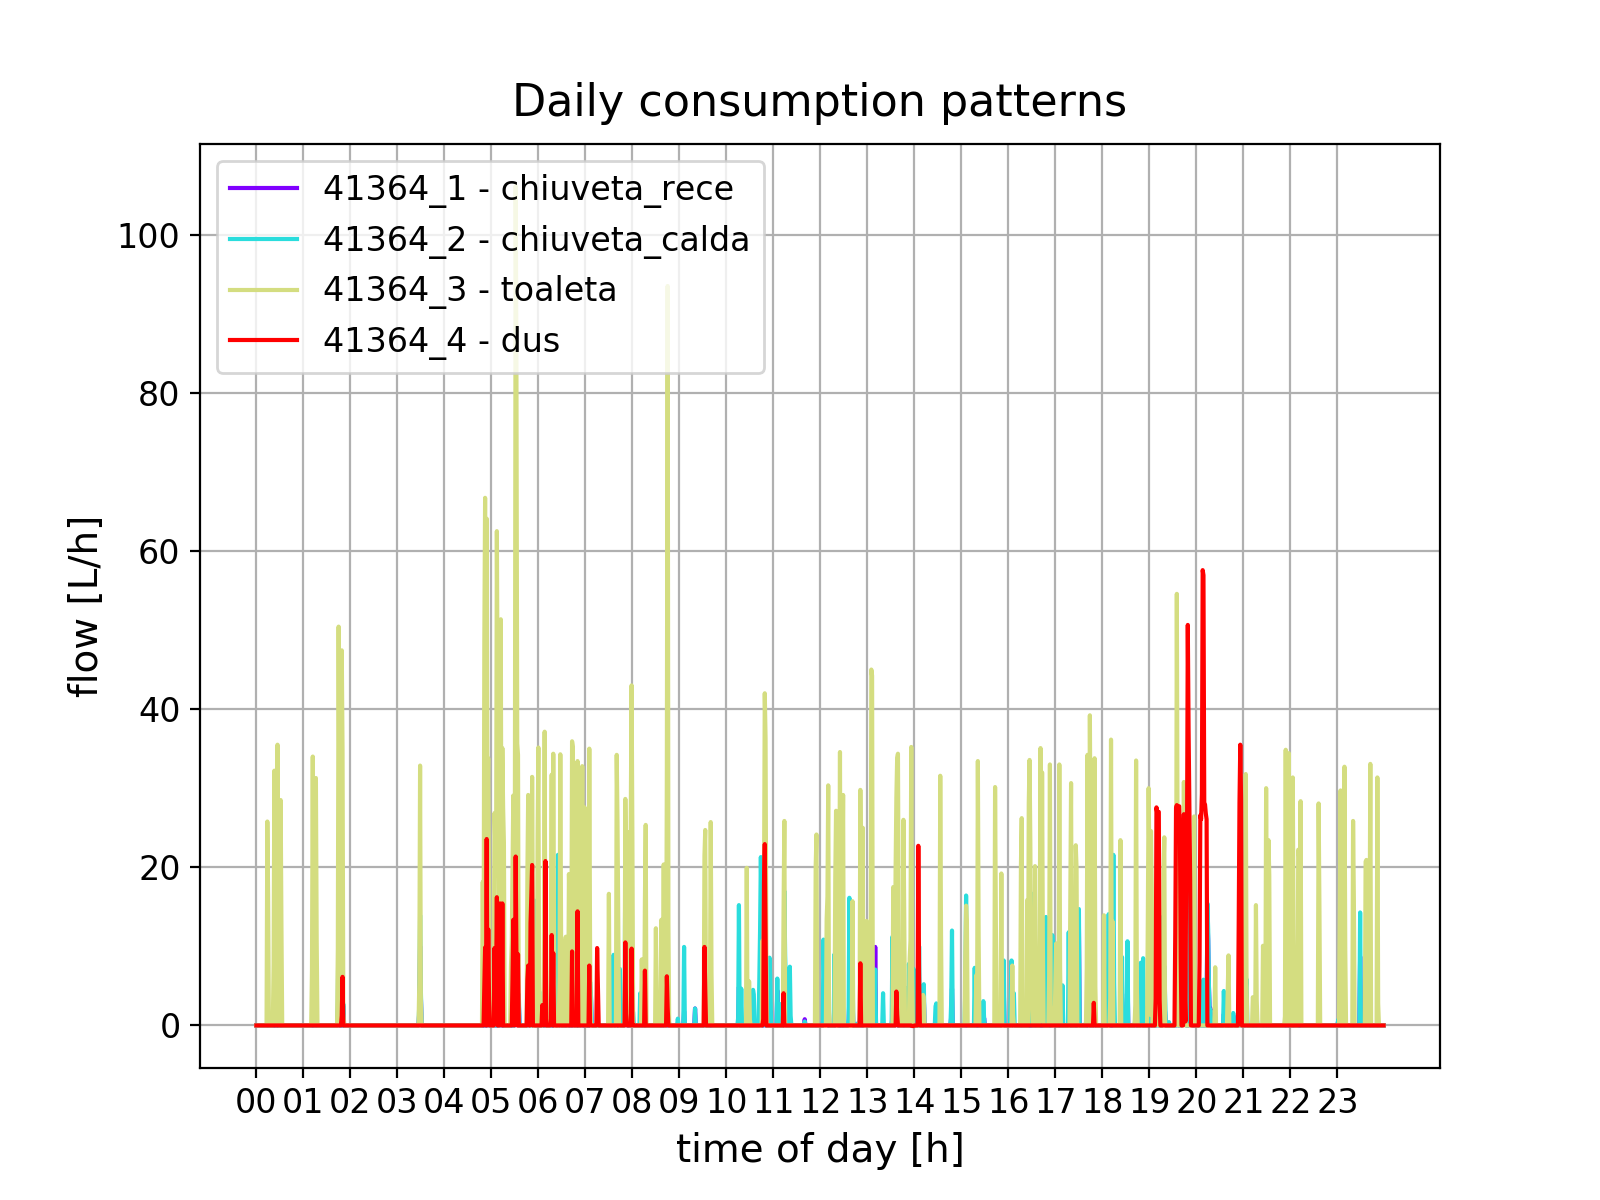 Daily consumption patterns
41364_1 - chiuveta_rece
41364_2 - chiuveta_calda
41364_3 - toaleta
41364_4 - dus
100
80
60
40
20
0
flow [L/h]
00 01 02 03 04 05 06 07 08 09 10 11 12 13 14 15 16 17 18 19 20 21 22 23
time of day [h]